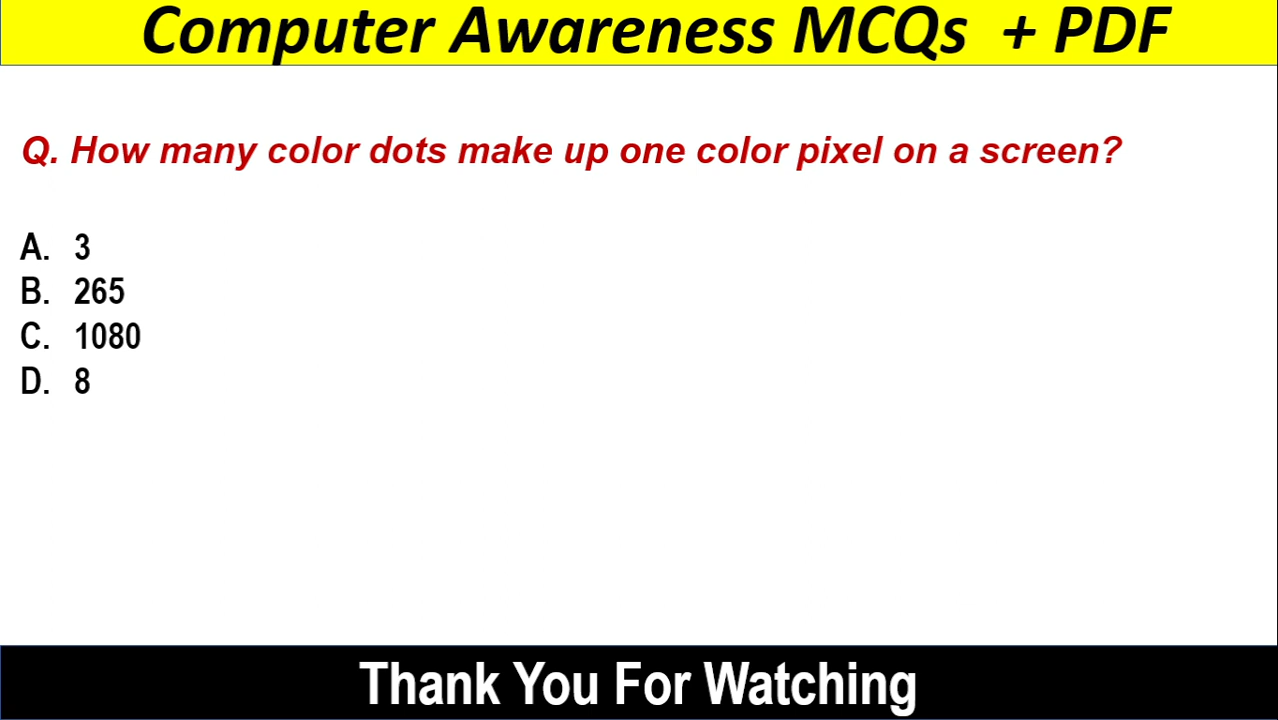 Computer Awareness MCQs + PDF
Q. How many color dots make up one color pixel on a screen?
A. 3
B. 265
C. 1080
D. 8
Thank You For Watching